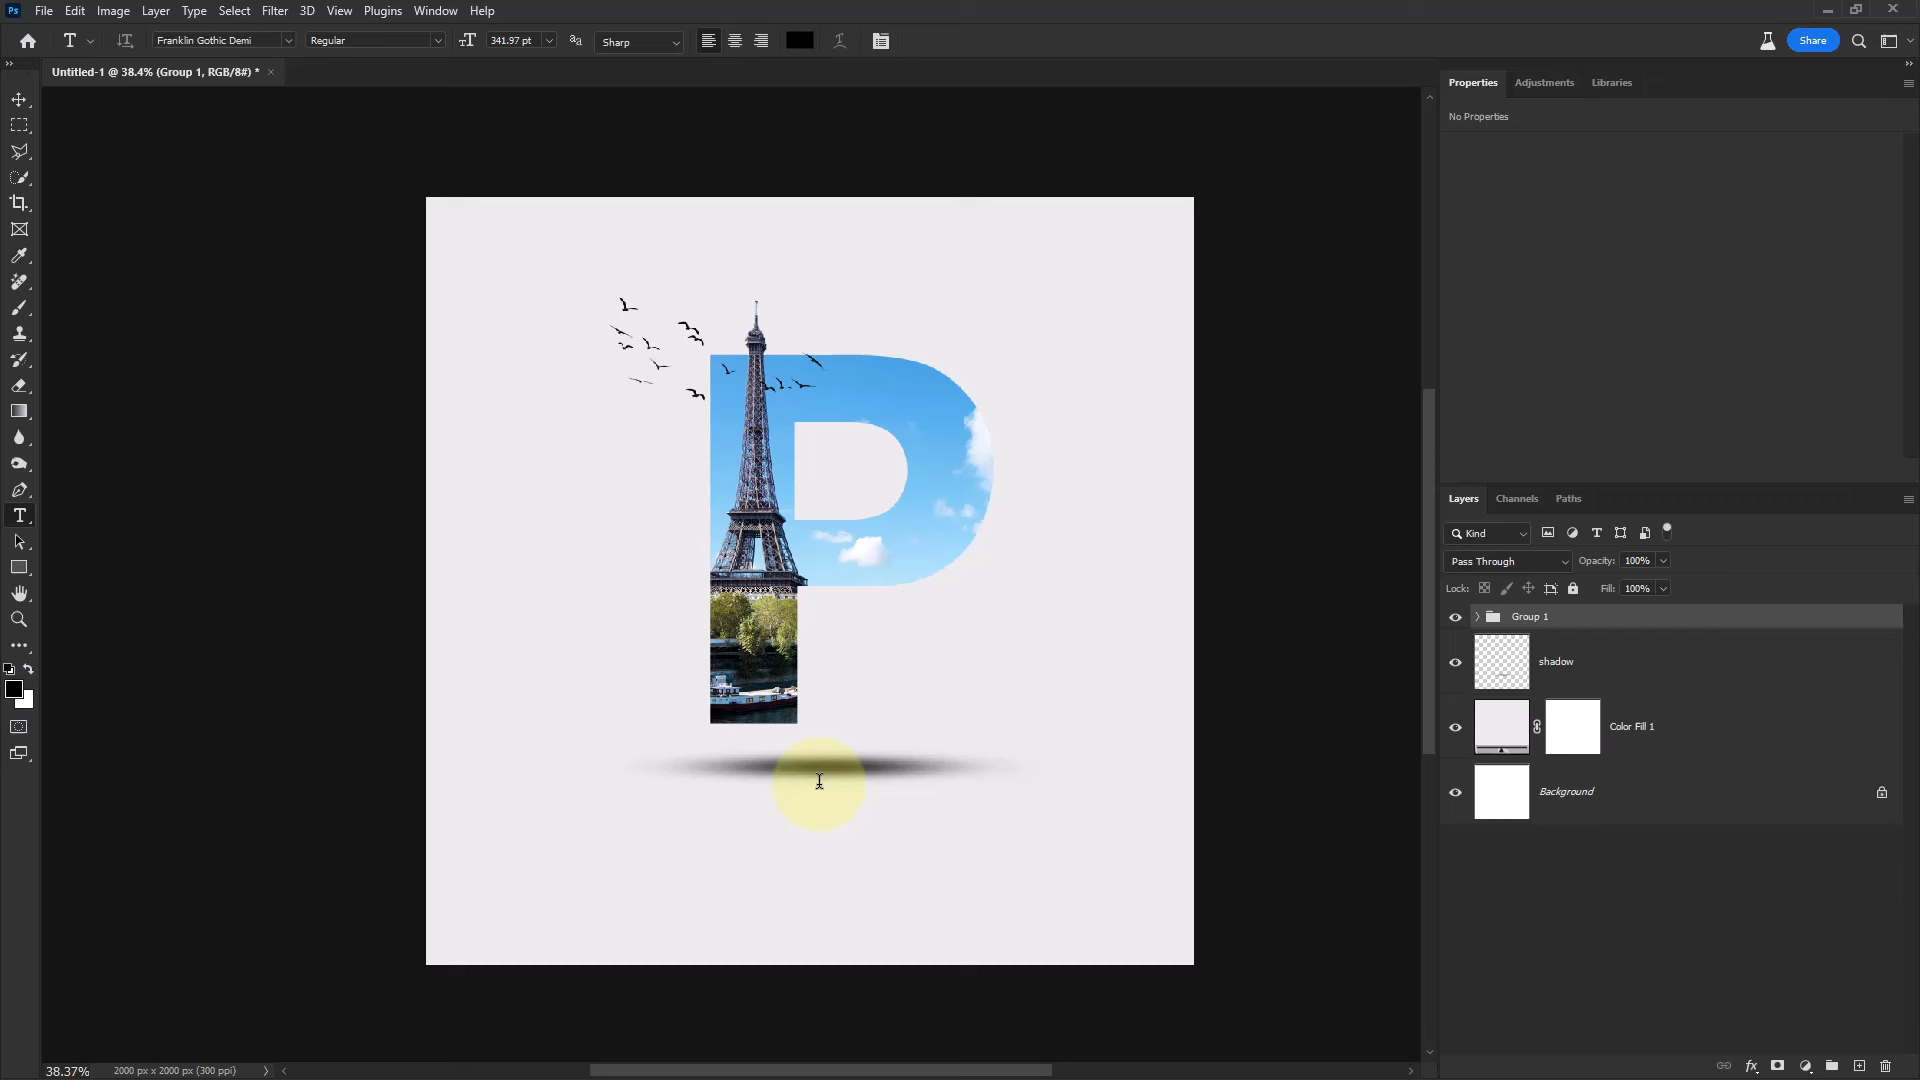 Ps File Edit Image Layer Type Select Filter 3D View Plugins Window Help
T Franklin Gothic Demi Regular 341.97 pt Sharp Share
Untitled-1 @ 38.4% (Group 1, RGB/8#) *
Properties Adjustments Libraries
No Properties
P
Layers Channels Paths
Kind
Pass Through Opacity: 100%
Lock: Fill: 100%
Group 1
shadow
Color Fill 1
Background
38.37% 2000 px x 2000 px (300 ppi)